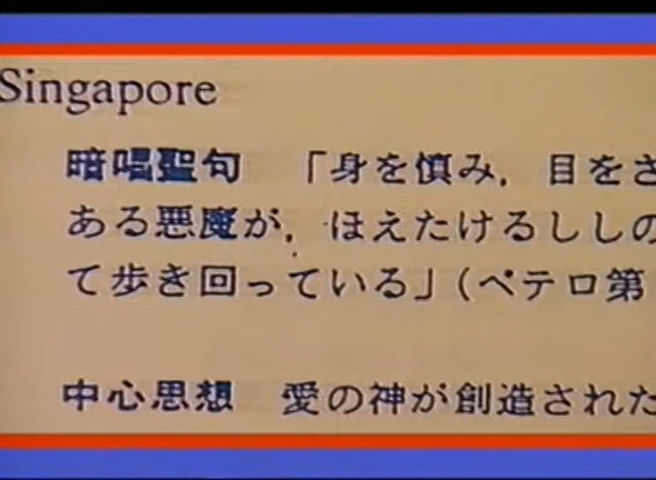 Singapore
暗唱聖句 「身を慎み，目をさ
ある悪魔が，ほえたけるししの
て歩き回っている」(ペテロ第
中心思想 愛の神が創造された